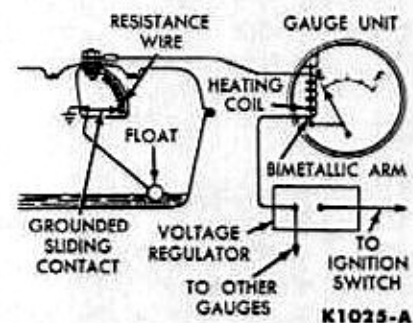 RESISTANCE
WIRE
GAUGE UNIT
HEATING
COIL
FLOAT
BIMETALLIC ARM
GROUNDED
SLIDING
CONTACT
VOLTAGE
REGULATOR
TO
IGNITION
SWITCH
TO OTHER
GAUGES
K1025-A